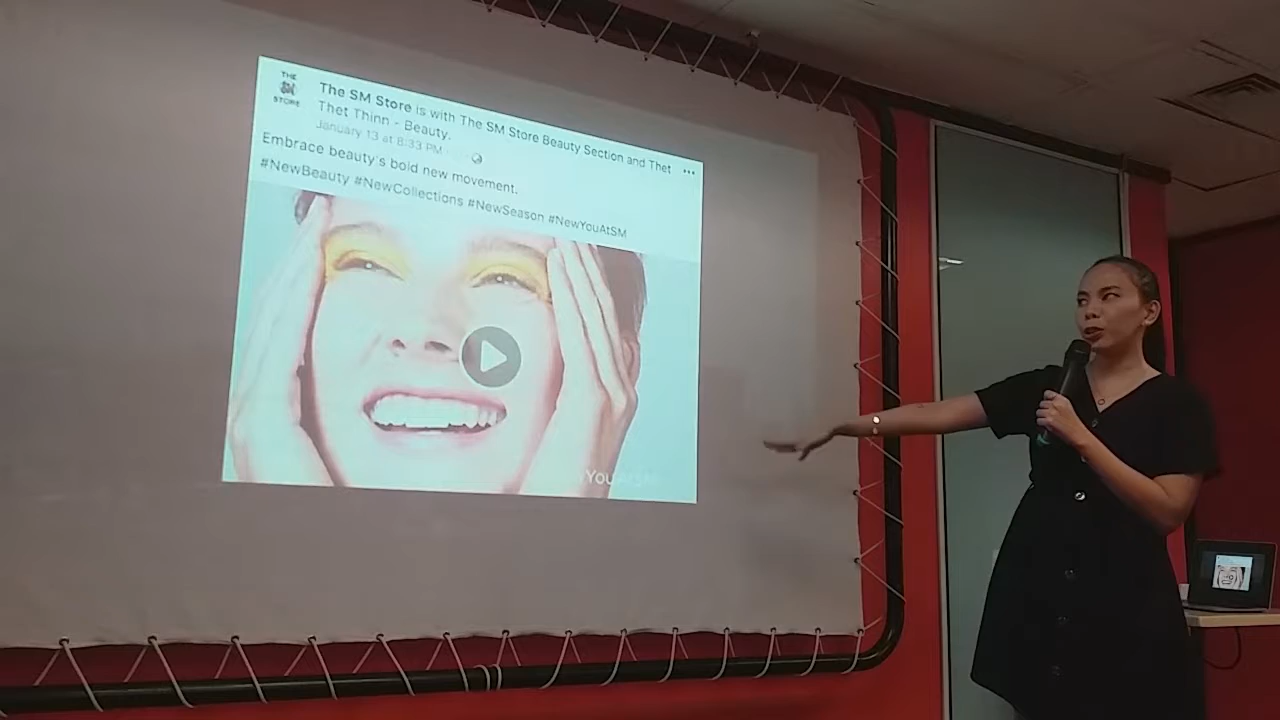 THE
SM
STORE
The SM Store is with The SM Store Beauty Section and Thet
Thet Thinn - Beauty.
January 13 at 8:33 PM
Embrace beauty's bold new movement.
#NewBeauty #NewCollections #NewSeason #NewYouAtSM
YouAtSM